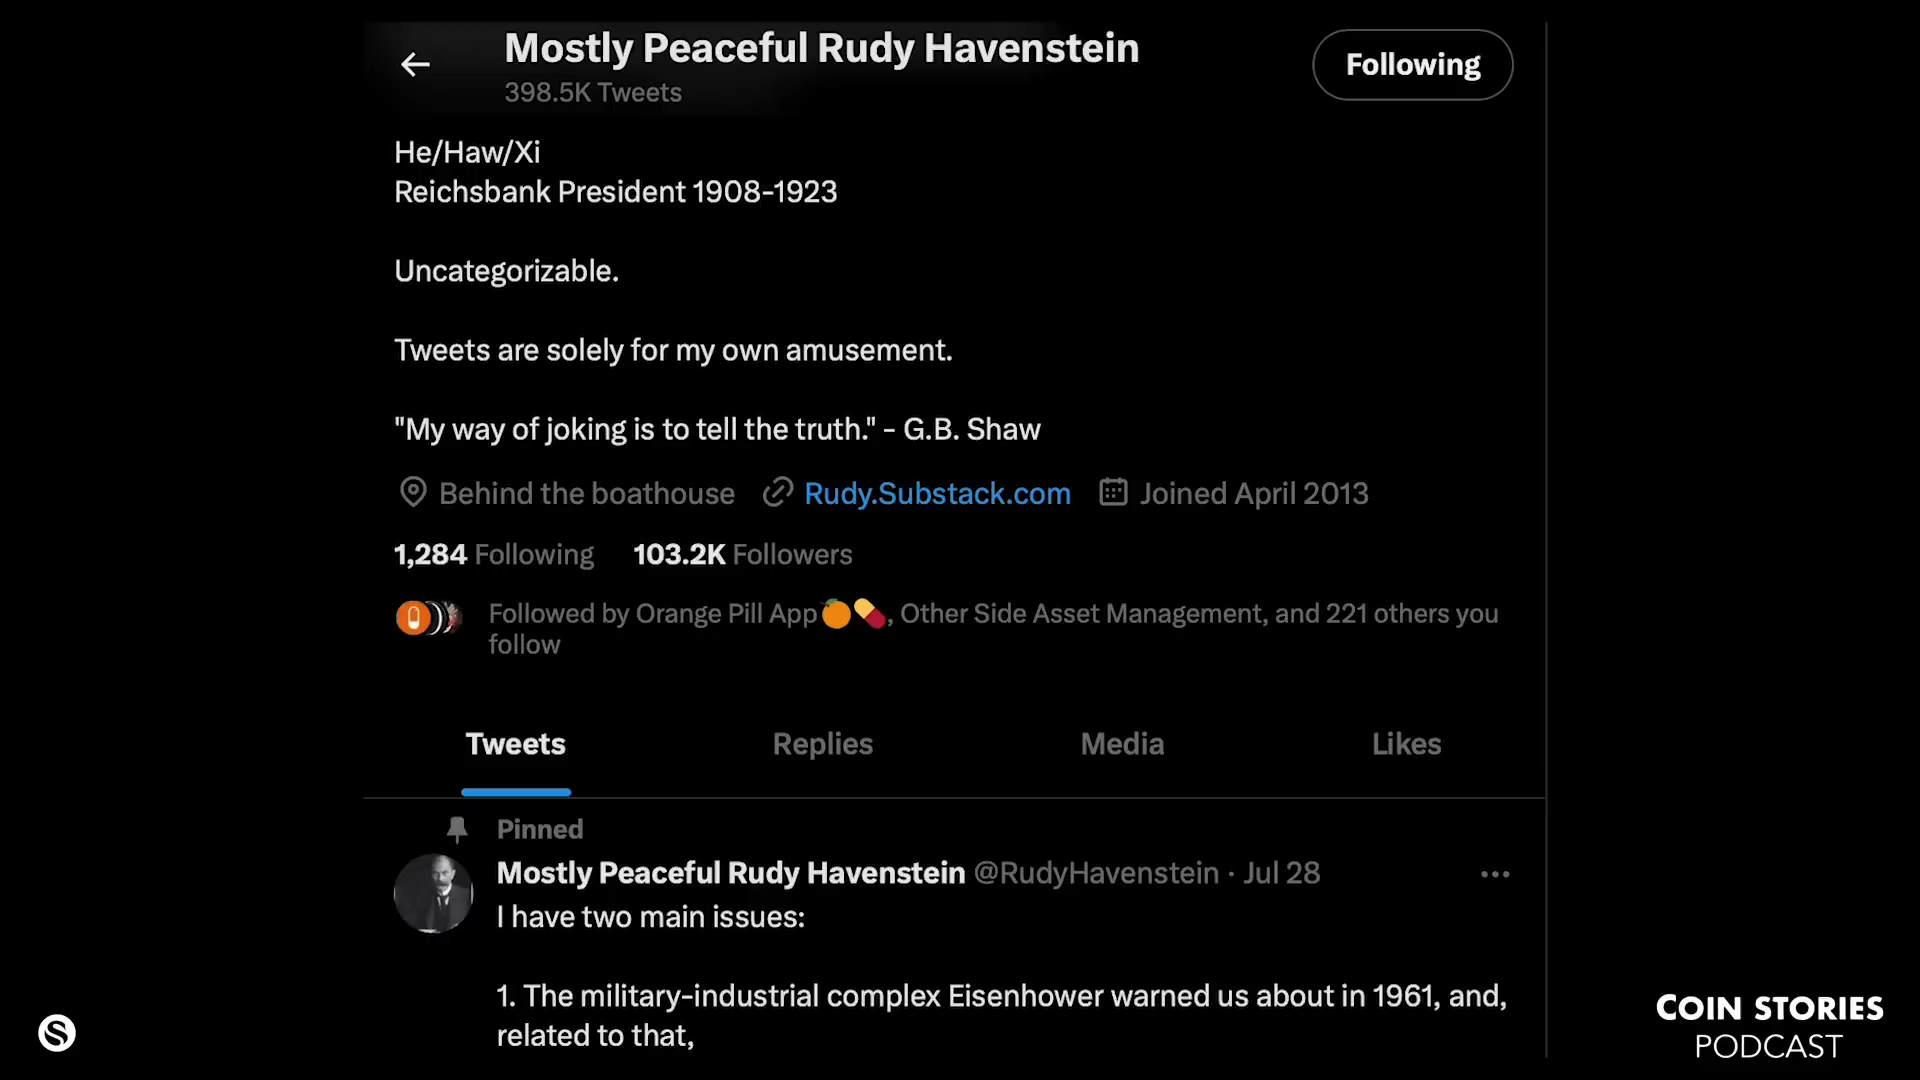 Mostly Peaceful Rudy Havenstein
398.5K Tweets
Following
He/Haw/Xi
Reichsbank President 1908-1923
Uncategorizable.
Tweets are solely for my own amusement.
"My way of joking is to tell the truth." - G.B. Shaw
Behind the boathouse Rudy.Substack.com Joined April 2013
1,284 Following 103.2K Followers
Followed by Orange Pill App🍊💊, Other Side Asset Management, and 221 others you
follow
Tweets Replies Media Likes
Pinned
Mostly Peaceful Rudy Havenstein @RudyHavenstein · Jul 28
I have two main issues:
1. The military-industrial complex Eisenhower warned us about in 1961, and,
related to that,
S
COIN STORIES
PODCAST